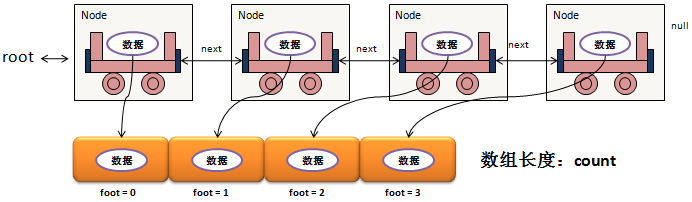 Node
Node
Node
Node
数据
数据
数据
数据
null
root
next
next
next
数据
数据
数据
数据
数组长度：count
foot = 0
foot = 1
foot = 2
foot = 3